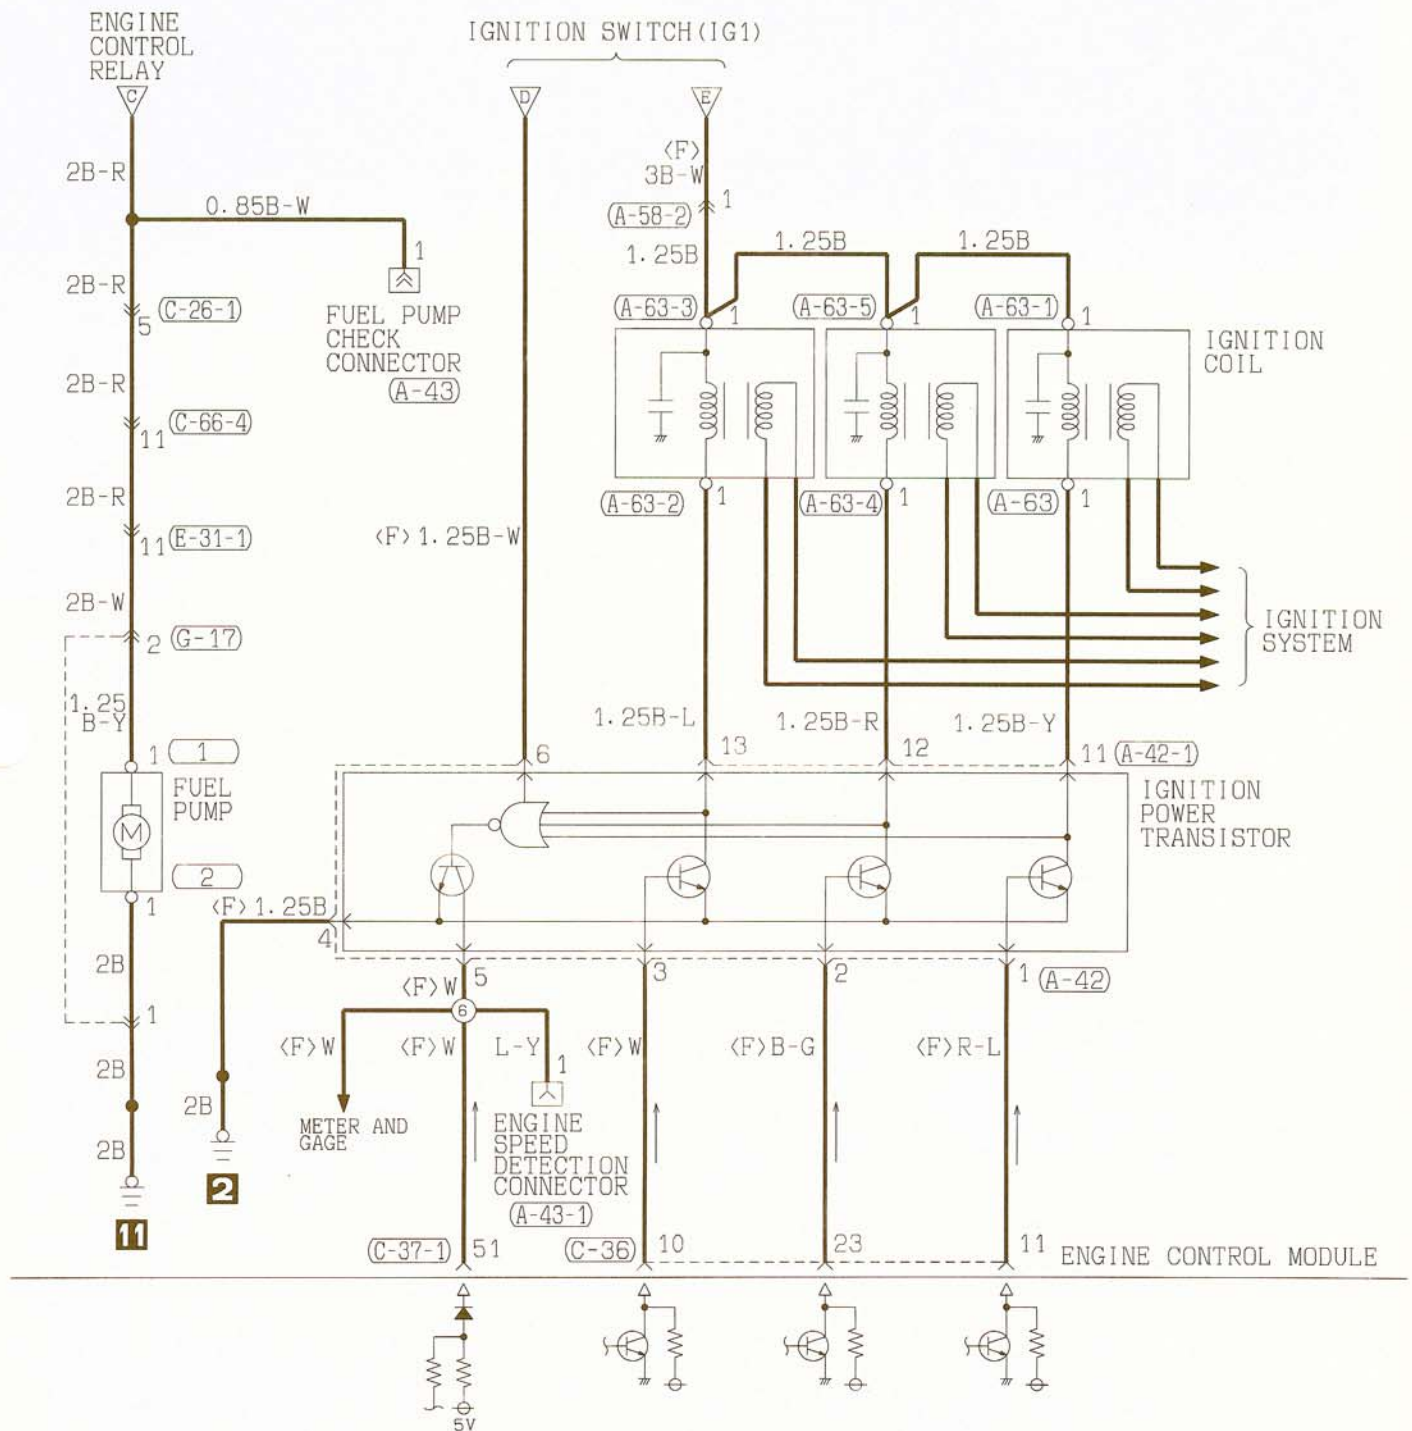 ENGINE
CONTROL
RELAY
IGNITION SWITCH(IG1)
C
D
E
2B-R
<F>
3B-W
0.85B-W
(A-58-2)
1
1.25B
1.25B
1.25B
2B-R
1
(C-26-1)
5
FUEL PUMP
CHECK
CONNECTOR
(A-43)
(A-63-3)
1
(A-63-5)
1
(A-63-1)
1
IGNITION
COIL
2B-R
(C-66-4)
11
2B-R
(A-63-2)
1
(A-63-4)
1
(A-63)
1
11
(E-31-1)
<F>1.25B-W
2B-W
2
(G-17)
IGNITION
SYSTEM
1.25
B-Y
1.25B-L
1.25B-R
1.25B-Y
1
1
6
13
12
11
(A-42-1)
FUEL
PUMP
M
IGNITION
POWER
TRANSISTOR
2
1
<F>1.25B
4
2B
5
3
2
1
(A-42)
<F>W
6
1
<F>W
<F>W
L-Y
1
<F>W
<F>B-G
<F>R-L
2B
2B
METER AND
GAGE
ENGINE
SPEED
DETECTION
CONNECTOR
(A-43-1)
2B
2
11
(C-37-1)
51
(C-36)
10
23
11
ENGINE CONTROL MODULE
5V